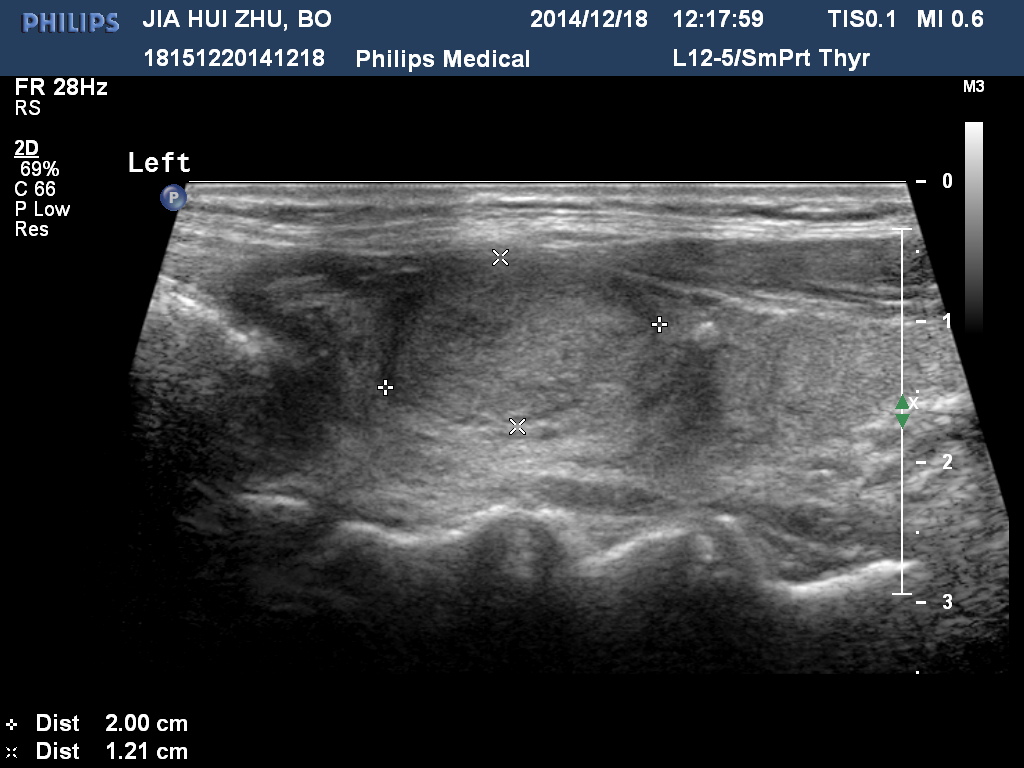 PHILIPS JIA HUI ZHU, BO 2014/12/18 12:17:59 TIS0.1 MI 0.6
18151220141218 Philips Medical L12-5/SmPrt Thyr
FR 28Hz
RS
M3
2D
69%
C 66
P Low
Res
Left
P
0
1
x
2
3
Dist 2.00 cm
Dist 1.21 cm